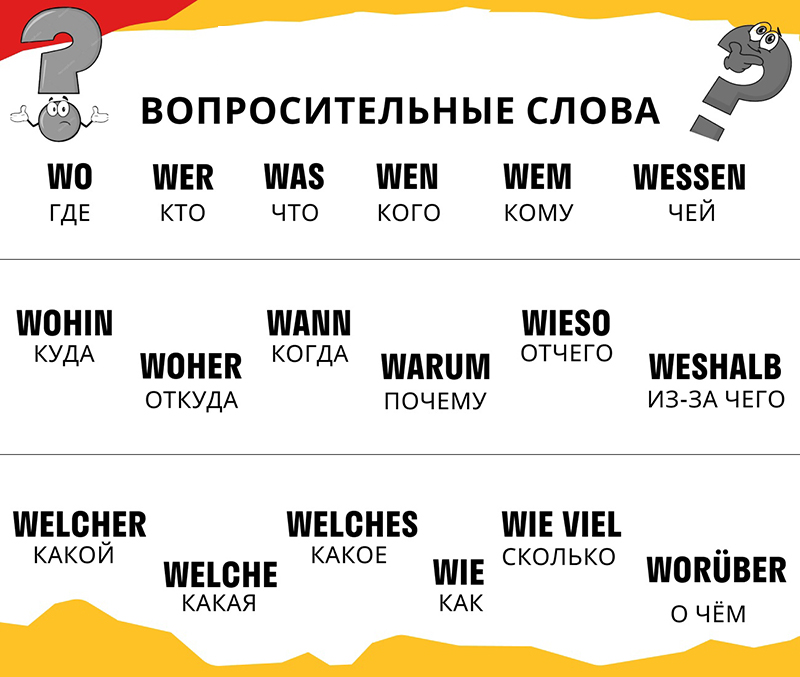 ВОПРОСИТЕЛЬНЫЕ СЛОВА
WO WER WAS WEN WEM WESSEN
ГДЕ КТО ЧТО КОГО КОМУ ЧЕЙ
WOHIN WANN WIESO
КУДА КОГДА ОТЧЕГО
WOHER WARUM WESHALB
ОТКУДА ПОЧЕМУ ИЗ-ЗА ЧЕГО
WELCHER WELCHES WIE VIEL
КАКОЙ КАКОЕ СКОЛЬКО
WELCHE WIE WORÜBER
КАКАЯ КАК О ЧЁМ